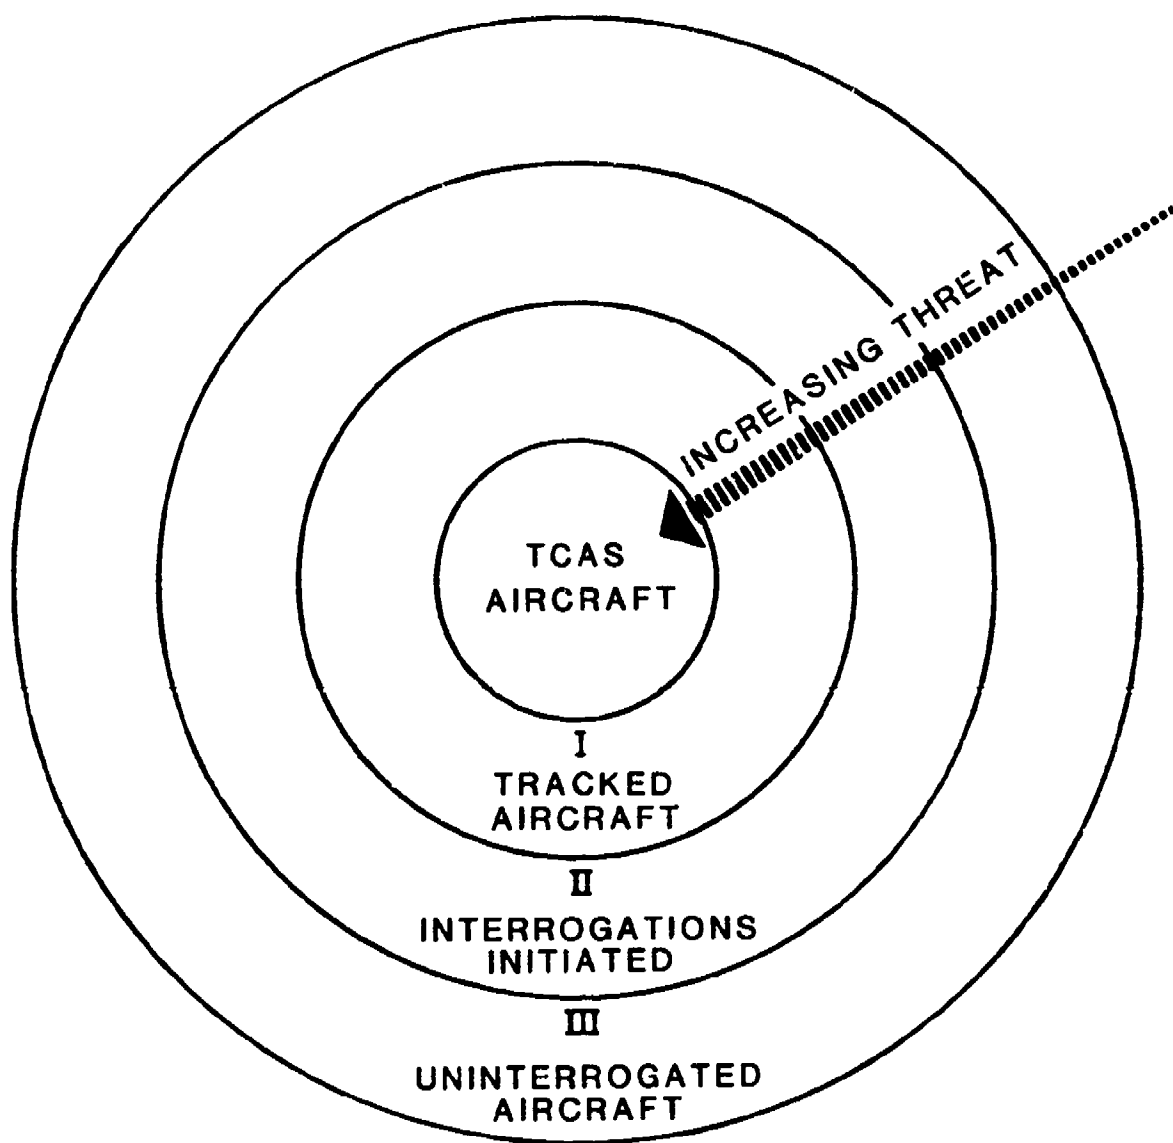 INCREASING THREAT
TCAS
AIRCRAFT
I
TRACKED
AIRCRAFT
II
INTERROGATIONS
INITIATED
III
UNINTERROGATED
AIRCRAFT